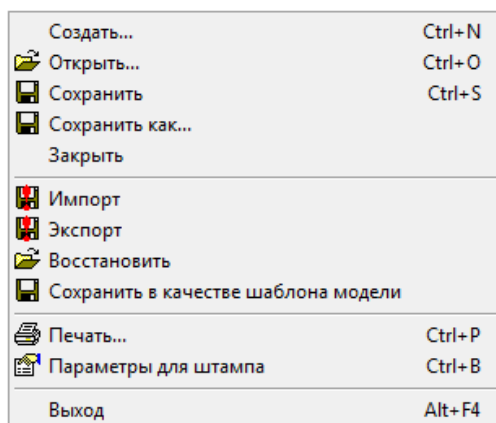 Создать... Ctrl+N
Открыть... Ctrl+O
Сохранить Ctrl+S
Сохранить как...
Закрыть
Импорт
Экспорт
Восстановить
Сохранить в качестве шаблона модели
Печать... Ctrl+P
Параметры для штампа Ctrl+B
Выход Alt+F4